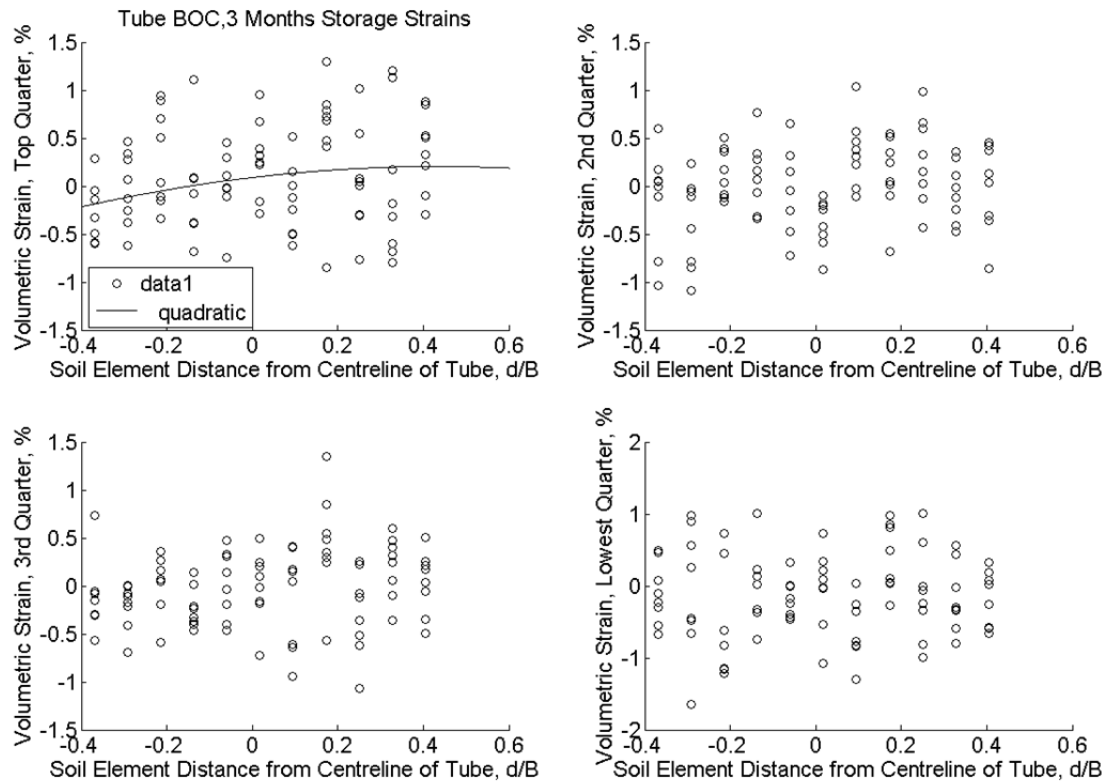 Tube BOC,3 Months Storage Strains
Volumetric Strain, Top Quarter, %
1.5
1
0.5
0
-0.5
-1
-1.5
data1
quadratic
-0.4 -0.2 0 0.2 0.4 0.6
Soil Element Distance from Centreline of Tube, d/B
Volumetric Strain, 2nd Quarter, %
1.5
1
0.5
0
-0.5
-1
-1.5
-0.4 -0.2 0 0.2 0.4 0.6
Soil Element Distance from Centreline of Tube, d/B
Volumetric Strain, 3rd Quarter, %
1.5
1
0.5
0
-0.5
-1
-1.5
-0.4 -0.2 0 0.2 0.4 0.6
Soil Element Distance from Centreline of Tube, d/B
Volumetric Strain, Lowest Quarter, %
2
1
0
-1
-2
-0.4 -0.2 0 0.2 0.4 0.6
Soil Element Distance from Centreline of Tube, d/B